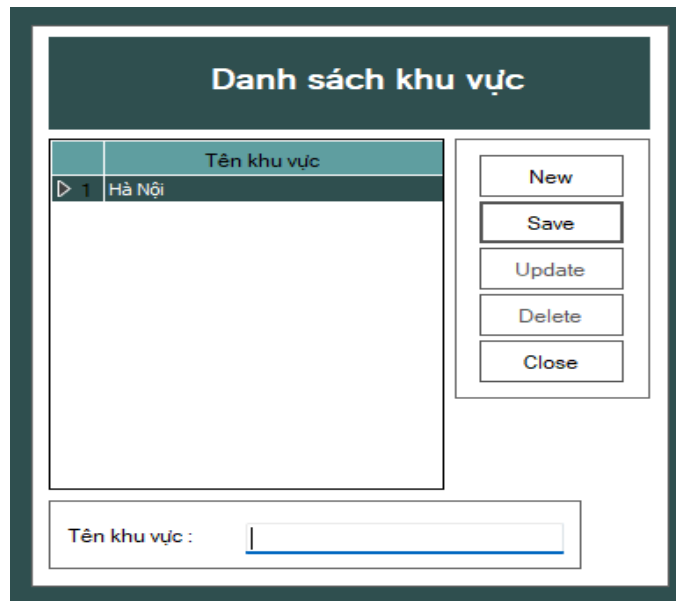 Danh sách khu vực
Tên khu vực
1 Hà Nội
New
Save
Update
Delete
Close
Tên khu vực :